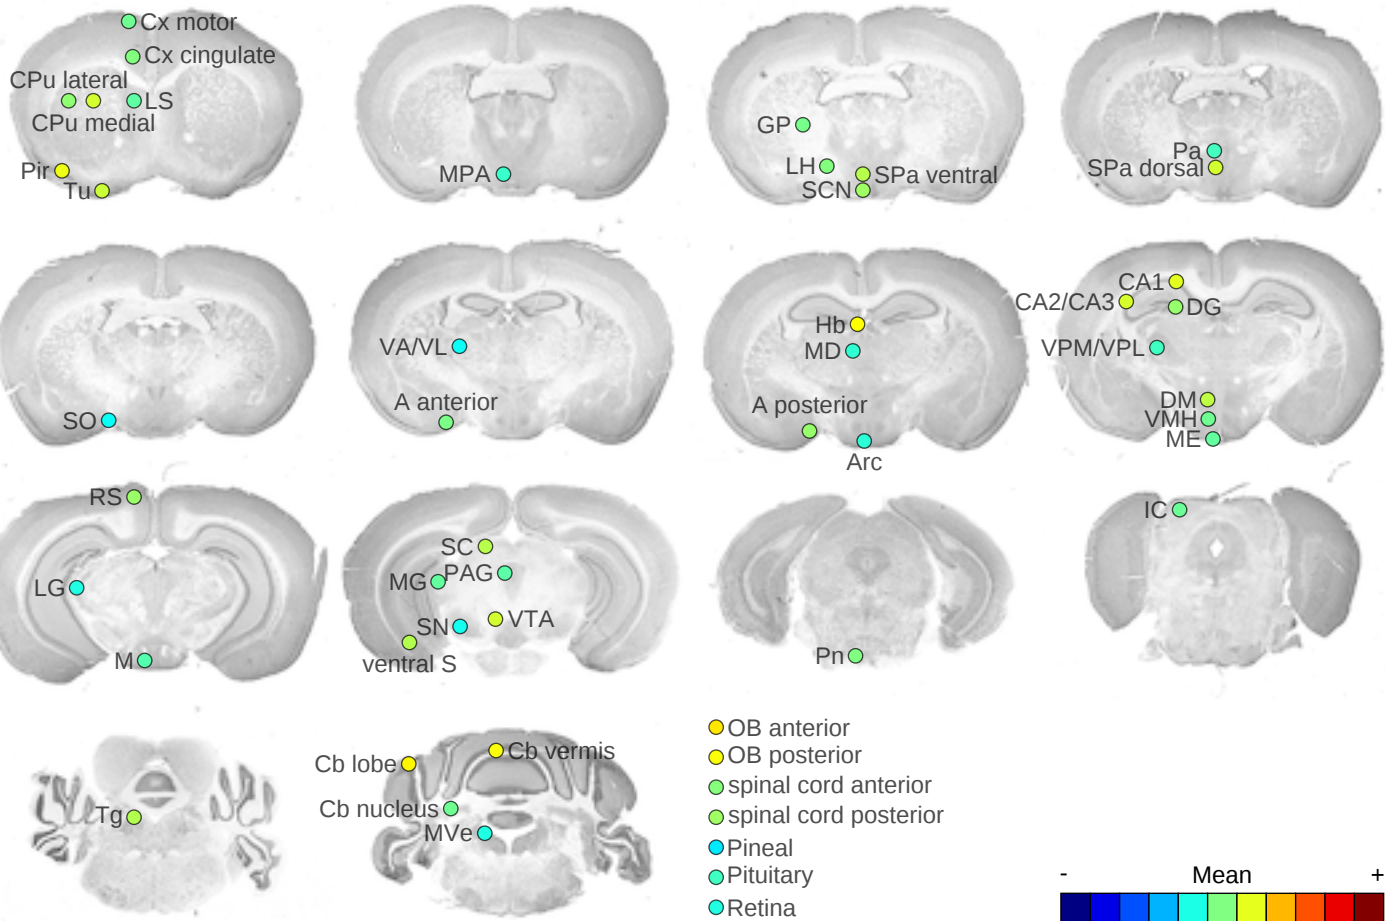 Cx motor
Cx cingulate
CPu lateral
LS
CPu medial
Pir
Tu
MPA
GP
LH
SPa ventral
SCN
Pa
SPa dorsal
SO
VA/VL
A anterior
Hb
MD
A posterior
Arc
CA1
CA2/CA3
DG
VPM/VPL
DM
VMH
ME
RS
LG
M
SC
MG
PAG
SN
VTA
ventral S
Pn
IC
Tg
Cb lobe
Cb vermis
Cb nucleus
MVe
OB anterior
OB posterior
spinal cord anterior
spinal cord posterior
Pineal
Pituitary
Retina
- Mean +